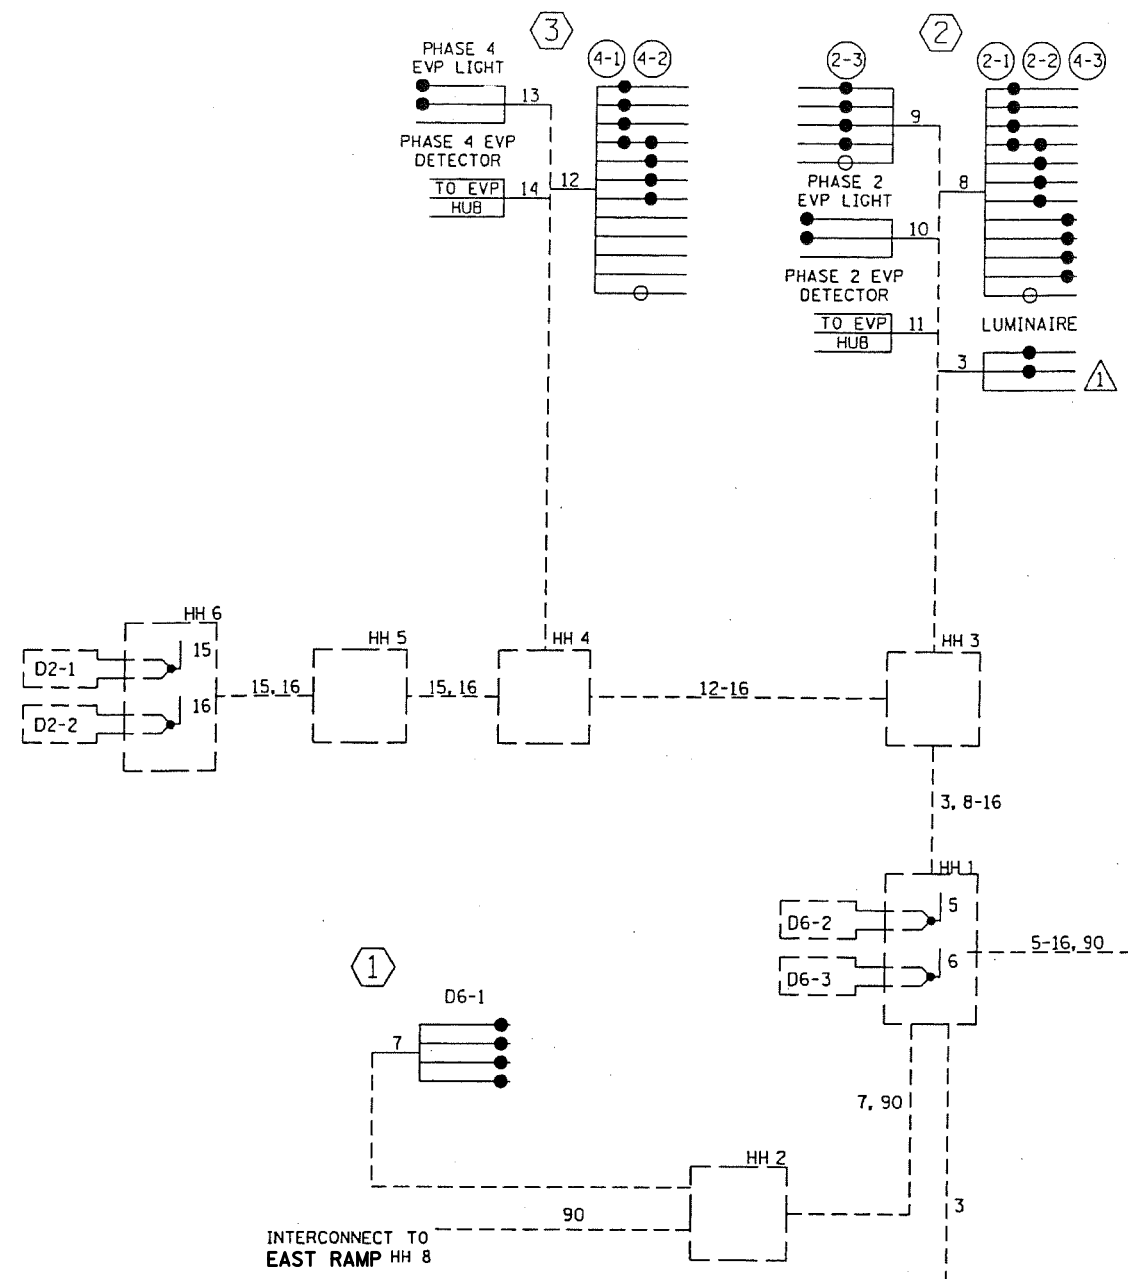 3
2
PHASE 4
EVP LIGHT
4-1 4-2
2-3
2-1 2-2 4-3
13
9
PHASE 4 EVP
DETECTOR
TO EVP
HUB
14
12
PHASE 2
EVP LIGHT
8
10
PHASE 2 EVP
DETECTOR
TO EVP
HUB
11
LUMINAIRE
3
1
HH 6
HH 5
HH 4
HH 3
D2-1
15
D2-2
16
15, 16
15, 16
12-16
3, 8-16
HH 1
D6-2
5
D6-3
6
5-16, 90
1
D6-1
7
7, 90
HH 2
90
3
INTERCONNECT TO
EAST RAMP HH 8